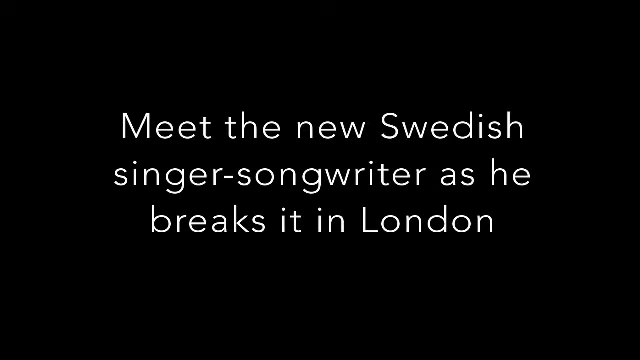 Meet the new Swedish
singer-songwriter as he
breaks it in London